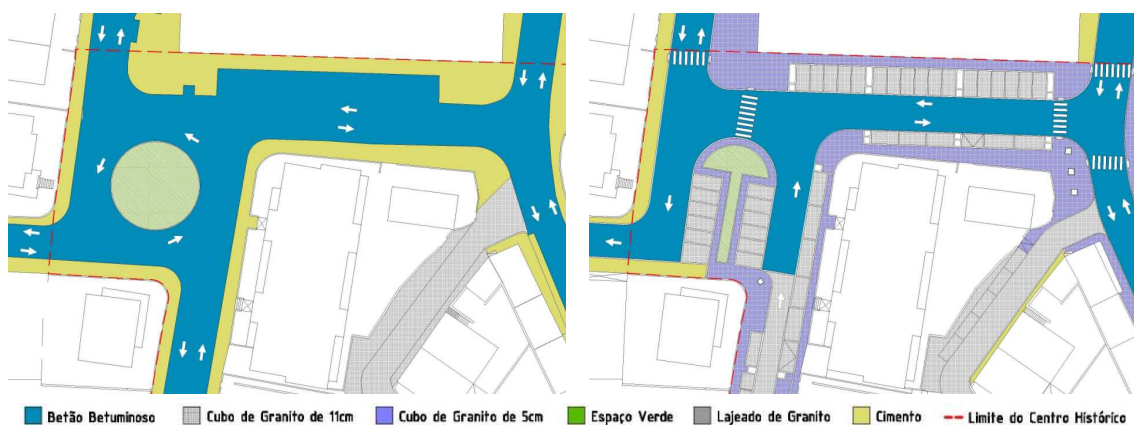 Betão Betuminoso Cubo de Granito de 11cm Cubo de Granito de 5cm Espaço Verde Lajeado de Granito Cimento Limite do Centro Histórico